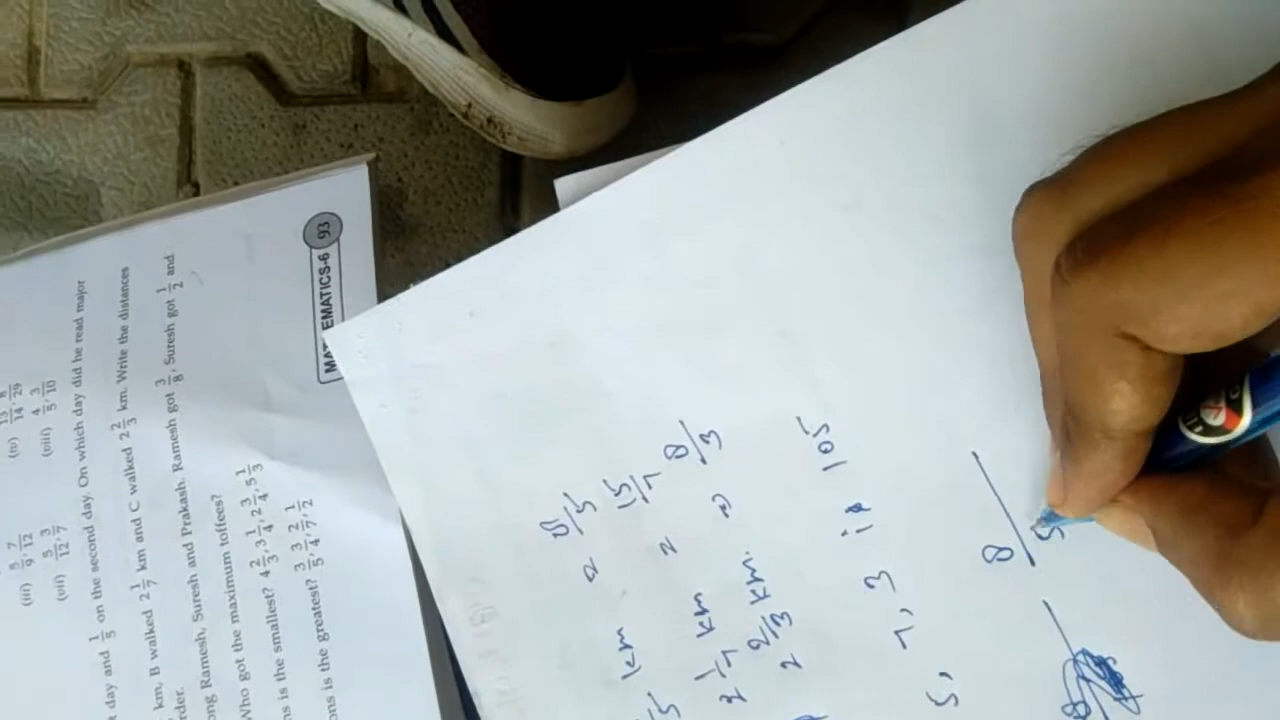 (iii) 5/9, 7/12 (iv) 13/14, 8/29
(vii) 5/12, 3/7 (viii) 4/5, 3/10
day and 1/5 on the second day. On which day did he read major
km, B walked 2 1/7 km and C walked 2 2/3 km. Write the distances
Ramesh, Suresh and Prakash. Ramesh got 3/8, Suresh got 1/2 and
Who got the maximum toffees?
is the smallest? 4 2/3, 3 1/4, 2 3/4, 5 1/3
is the greatest? 3/5, 3/4, 2/7, 1/2
MATHEMATICS-6 93
km = 8/5
2 1/7 km = 15/7
2 2/3 km. = 8/3
5, 7, 3 is 105
8/5